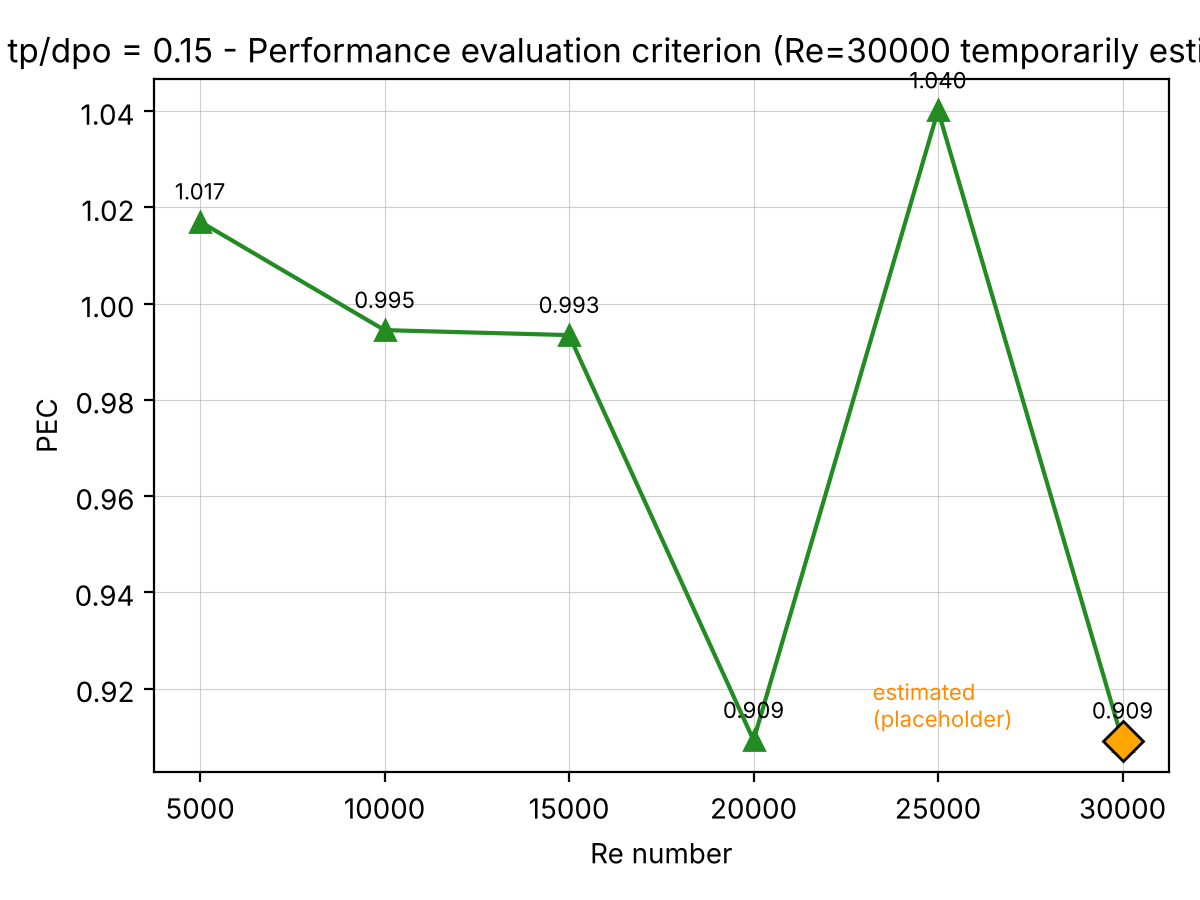 tp/dpo = 0.15 - Performance evaluation criterion (Re=30000 temporarily esti
1.040
1.04
1.017
1.02
0.995
0.993
1.00
0.98
PEC
0.96
0.94
0.92
estimated
(placeholder)
0.909
0.909
5000 10000 15000 20000 25000 30000
Re number